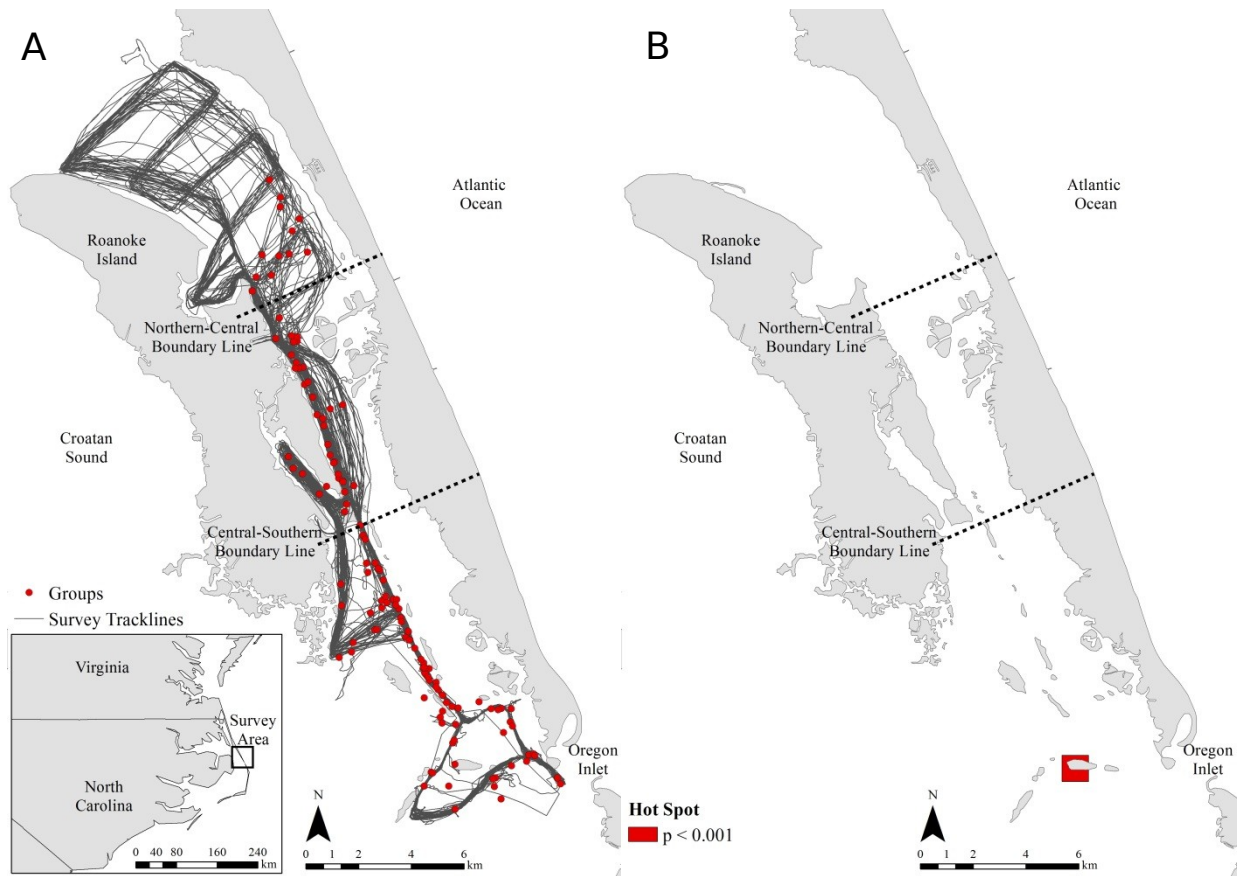 A
Atlantic
Ocean
Roanoke
Island
Northern-Central
Boundary Line
Croatan
Sound
Central-Southern
Boundary Line
Groups
Survey Tracklines
Virginia
Survey
Area
North
Carolina
0 40 80 160 240
km
N
0 1 2 4 6
km
Oregon
Inlet
B
Atlantic
Ocean
Roanoke
Island
Northern-Central
Boundary Line
Croatan
Sound
Central-Southern
Boundary Line
Oregon
Inlet
Hot Spot
p < 0.001
N
0 1 2 4 6
km